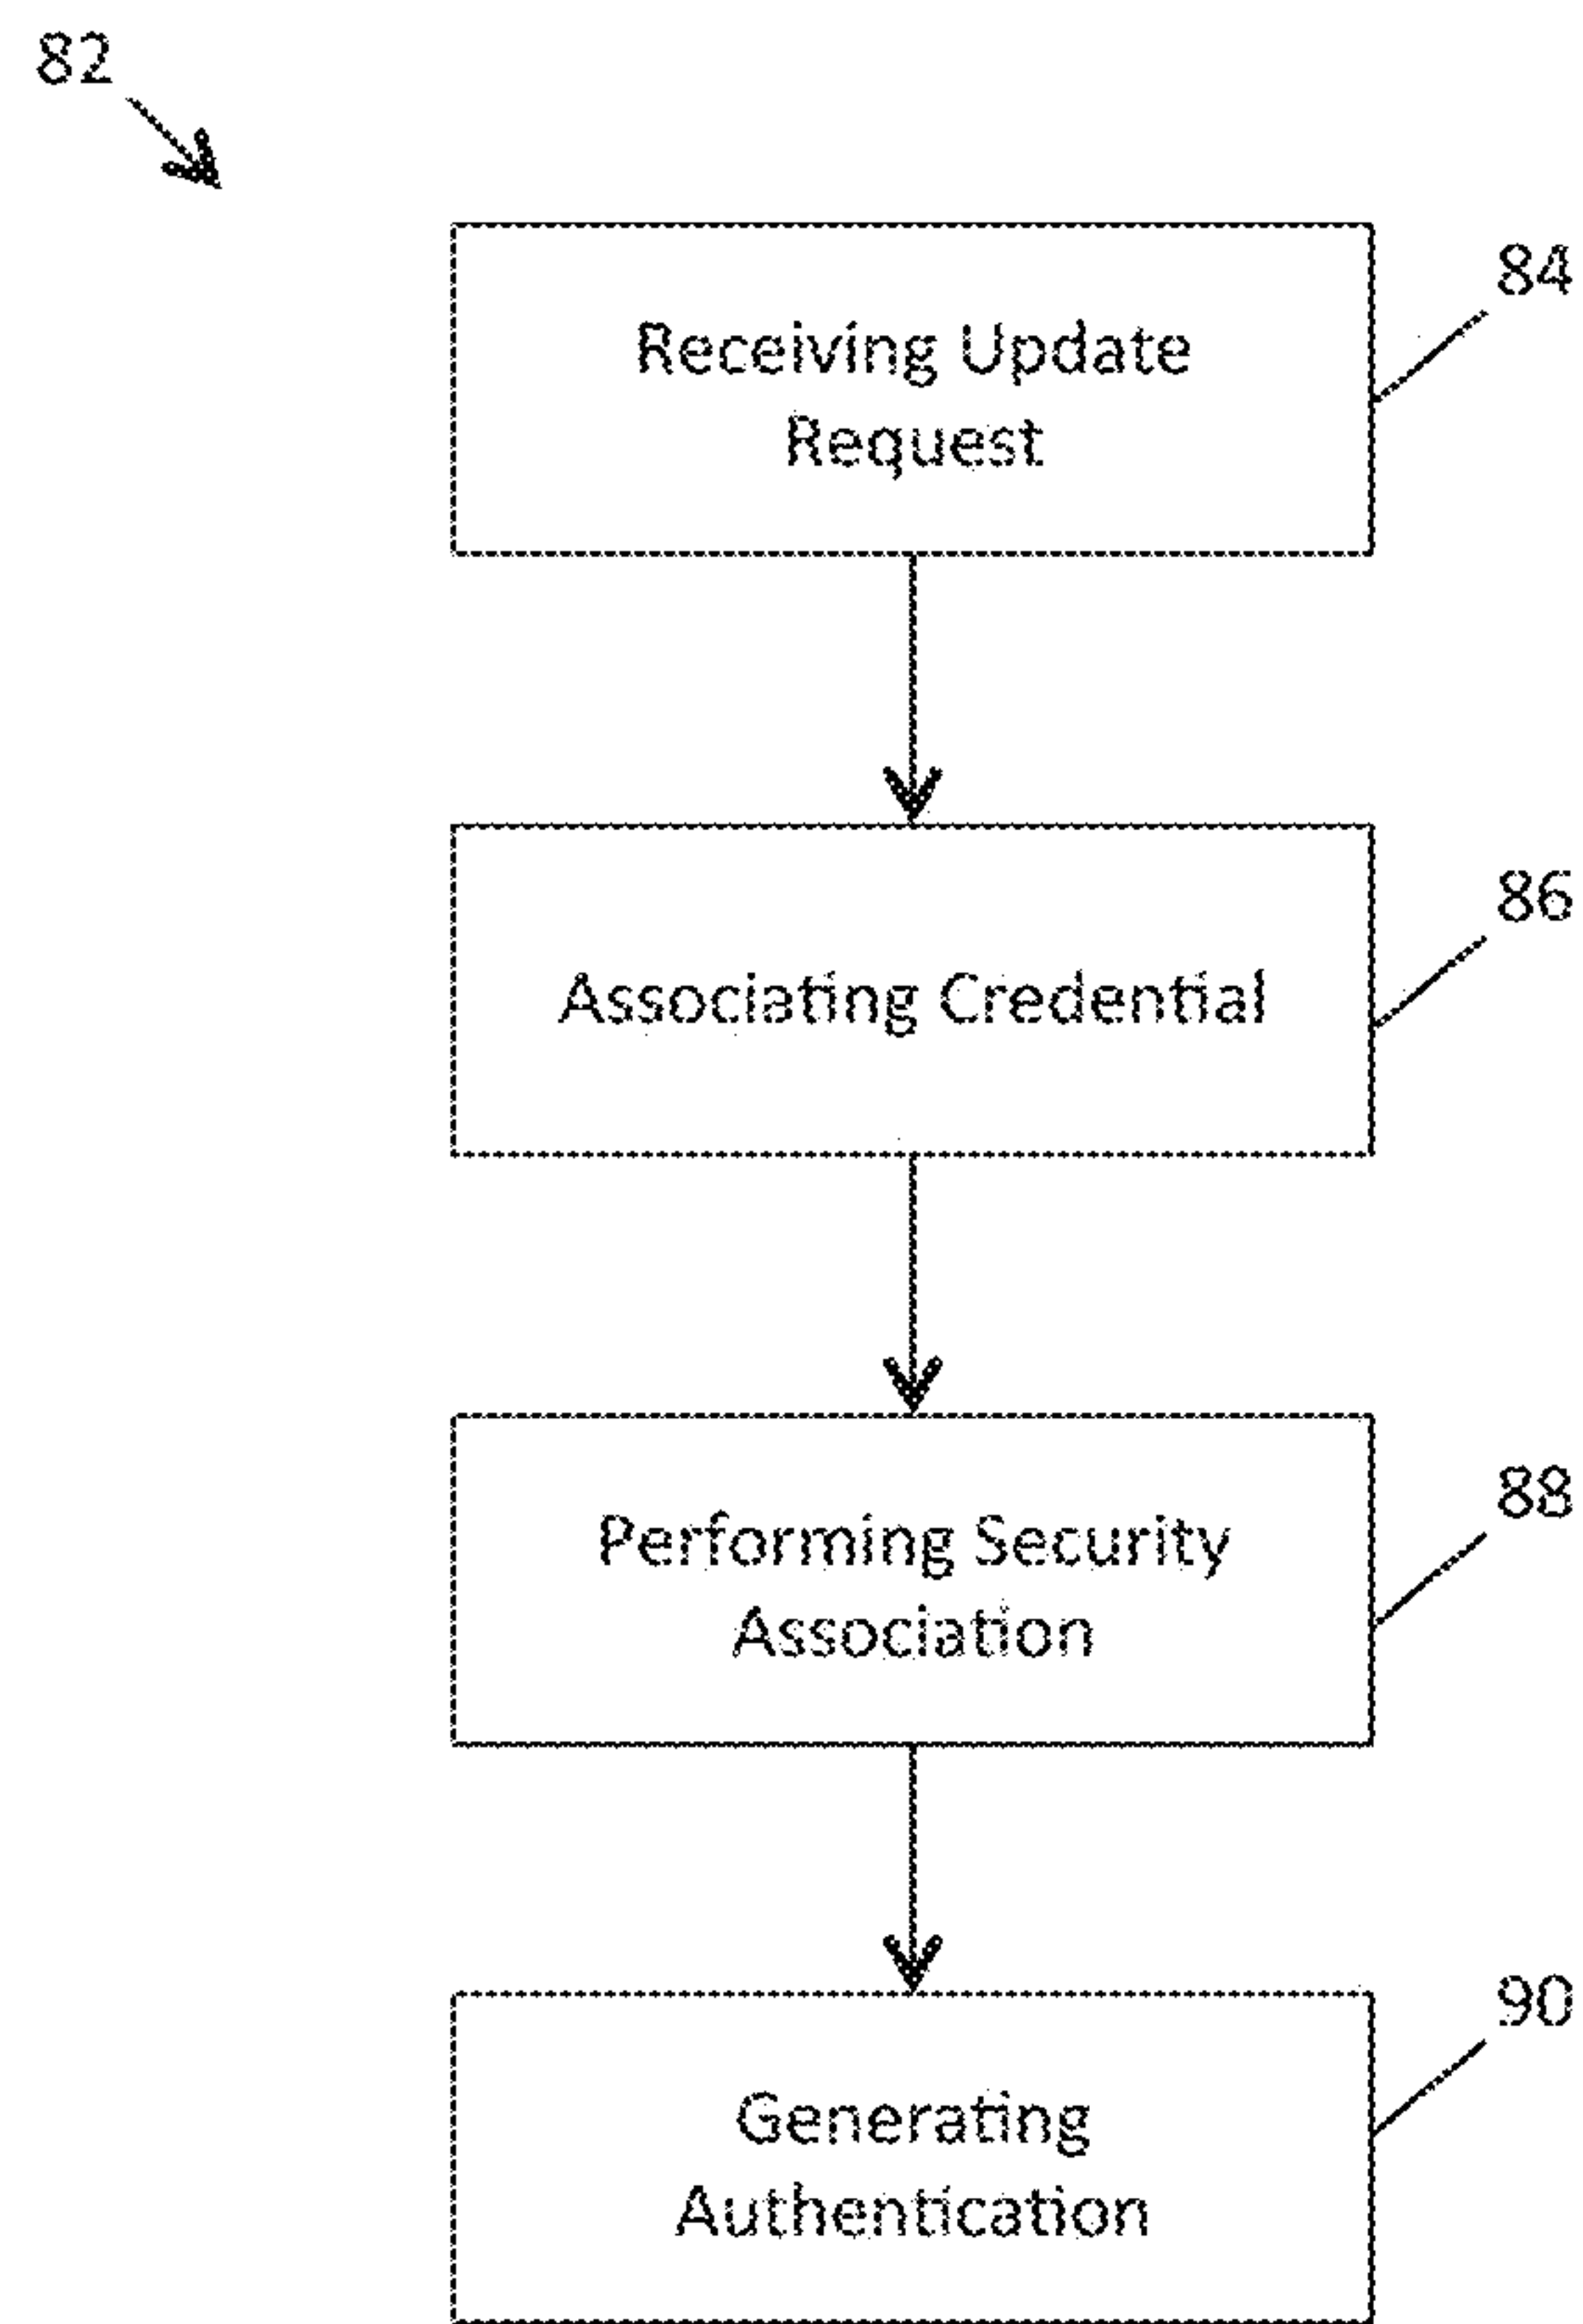 82
84
Receiving Update
Request
86
Associating Credential
88
Performing Security
Association
90
Generating
Authentication